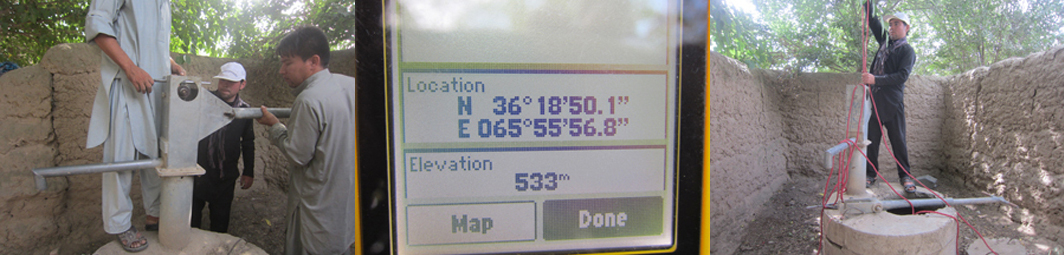 Location
N 36° 18'50.1"
E 065°55'56.8"
Elevation
533m
Map
Done